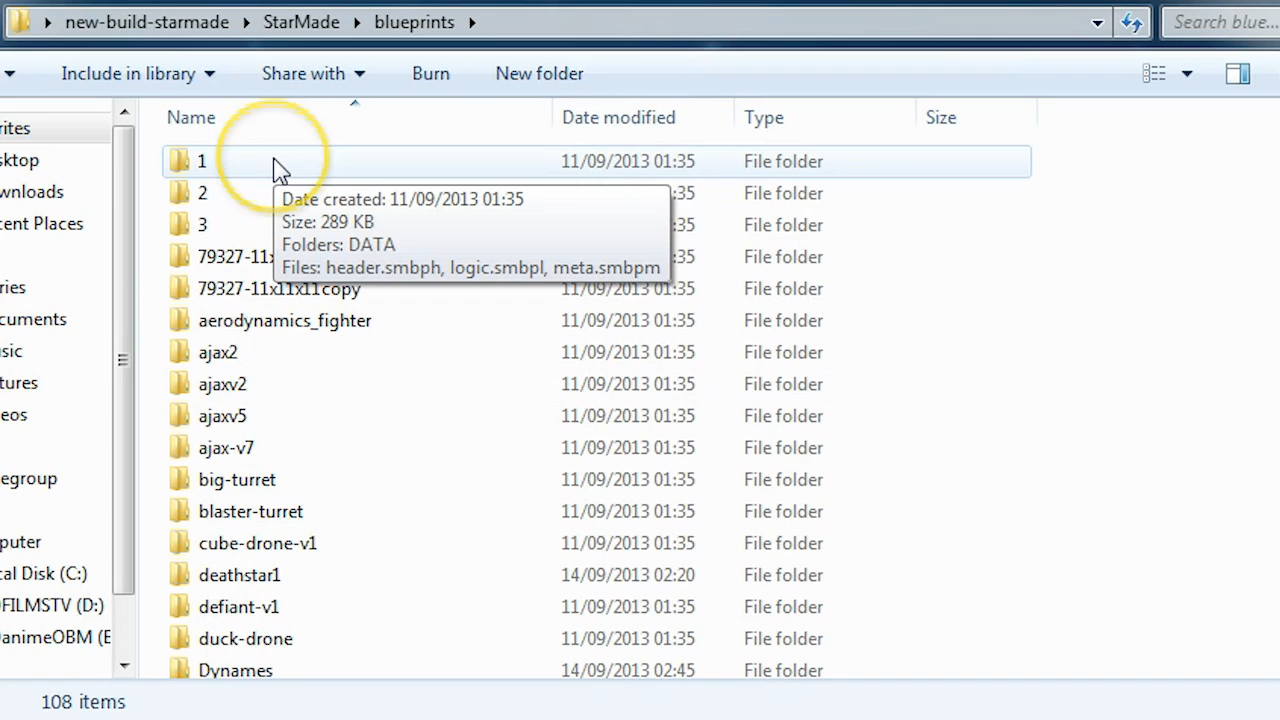 new-build-starmade StarMade blueprints Search blue...
Include in library Share with Burn New folder
Name Date modified Type Size
rites
sktop
wnloads
cent Places
ries
cuments
sic
tures
eos
egroup
puter
cal Disk (C:)
FILMSTV (D:)
animeOBM (E
1 11/09/2013 01:35 File folder
2 :35 File folder
3 :35 File folder
79327-11x :35 File folder
79327-11x11x11copy 11/09/2013 01:35 File folder
Date created: 11/09/2013 01:35
Size: 289 KB
Folders: DATA
Files: header.smbph, logic.smbpl, meta.smbpm
aerodynamics_fighter 11/09/2013 01:35 File folder
ajax2 11/09/2013 01:35 File folder
ajaxv2 11/09/2013 01:35 File folder
ajaxv5 11/09/2013 01:35 File folder
ajax-v7 11/09/2013 01:35 File folder
big-turret 11/09/2013 01:35 File folder
blaster-turret 11/09/2013 01:35 File folder
cube-drone-v1 11/09/2013 01:35 File folder
deathstar1 14/09/2013 02:20 File folder
defiant-v1 11/09/2013 01:35 File folder
duck-drone 11/09/2013 01:35 File folder
Dynames 14/09/2013 02:45 File folder
108 items